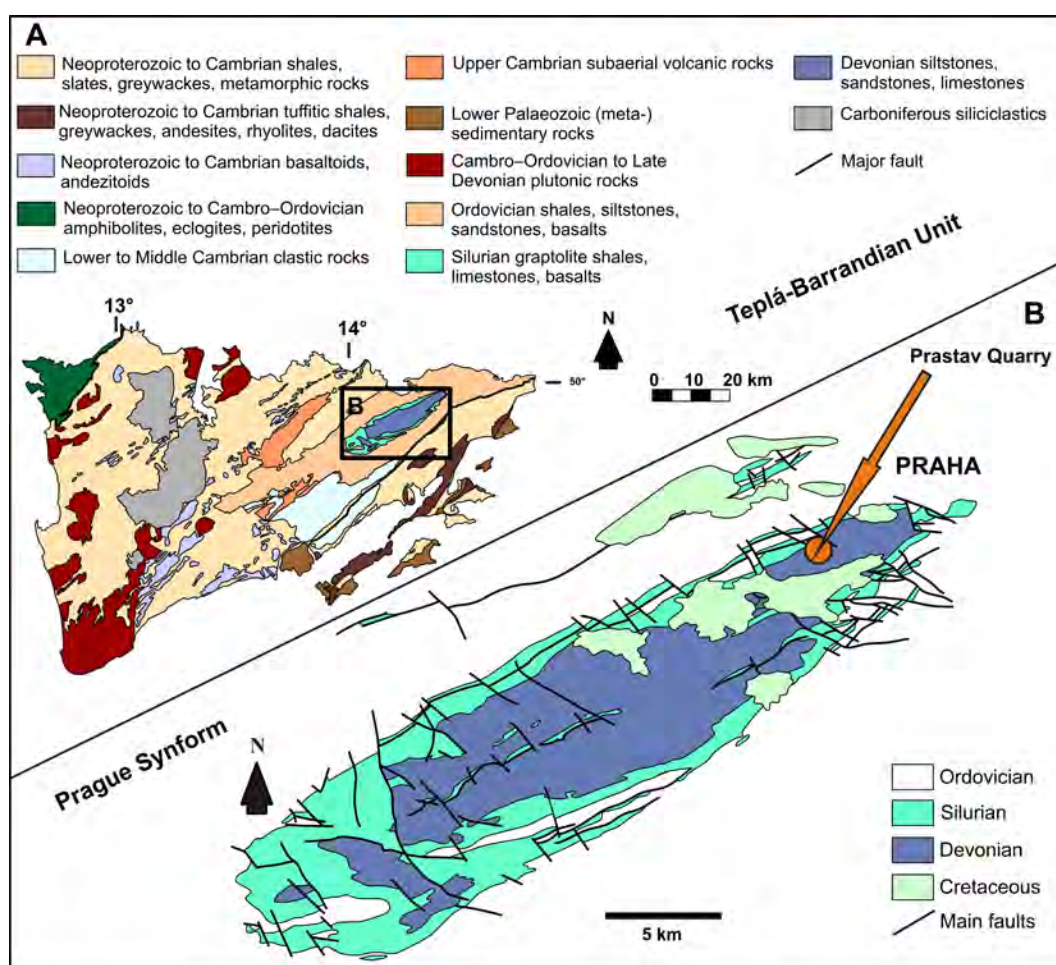 A
Neoproterozoic to Cambrian shales,
slates, greywackes, metamorphic rocks
Neoproterozoic to Cambrian tuffitic shales,
greywackes, andesites, rhyolites, dacites
Neoproterozoic to Cambrian basaltoids,
andezitoids
Neoproterozoic to Cambro–Ordovician
amphibolites, eclogites, peridotites
Lower to Middle Cambrian clastic rocks
Upper Cambrian subaerial volcanic rocks
Lower Palaeozoic (meta-)
sedimentary rocks
Cambro–Ordovician to Late
Devonian plutonic rocks
Ordovician shales, siltstones,
sandstones, basalts
Silurian graptolite shales,
limestones, basalts
Devonian siltstones,
sandstones, limestones
Carboniferous siliciclastics
Major fault
Teplá-Barrandian Unit
13°
14°
N
50°
B
0 10 20 km
B
Prastav Quarry
PRAHA
Prague Synform
N
Ordovician
Silurian
Devonian
Cretaceous
Main faults
5 km